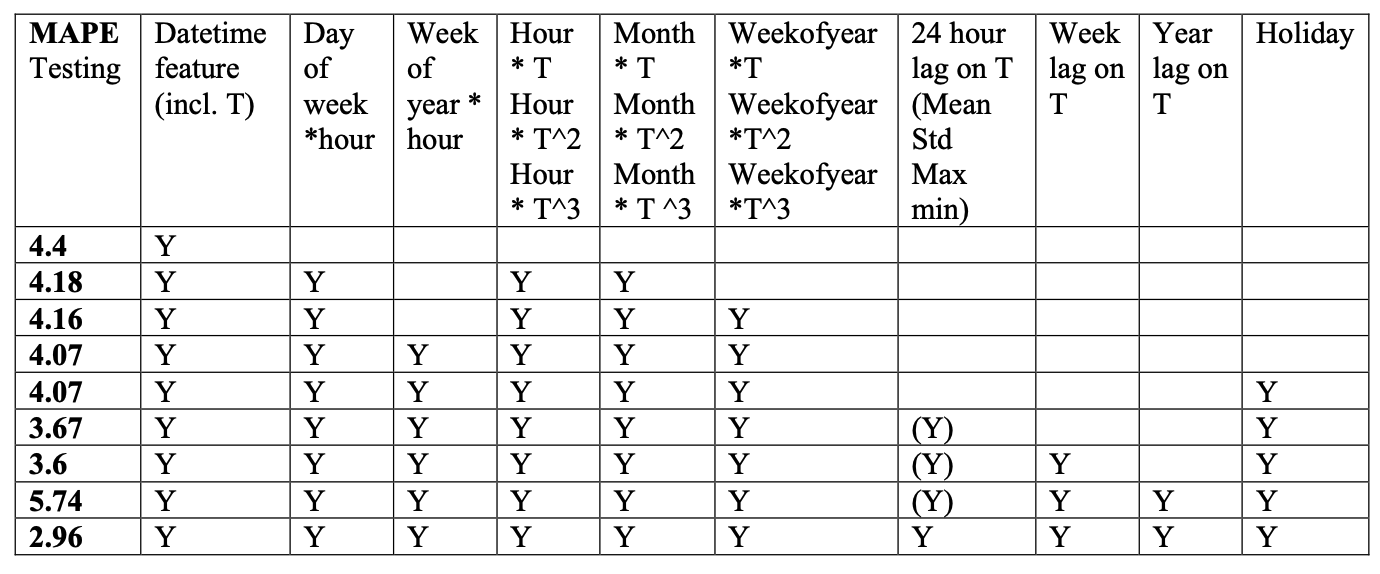 MAPE Testing | Datetime feature (incl. T) | Day of week *hour | Week of year * hour | Hour * T Hour * T^2 Hour * T^3 | Month * T Month * T^2 Month * T ^3 | Weekofyear *T Weekofyear *T^2 Weekofyear *T^3 | 24 hour lag on T (Mean Std Max min) | Week lag on T | Year lag on T | Holiday
4.4 | Y | | | | | | | | |
4.18 | Y | Y | | Y | Y | | | | |
4.16 | Y | Y | | Y | Y | Y | | | |
4.07 | Y | Y | Y | Y | Y | Y | | | |
4.07 | Y | Y | Y | Y | Y | Y | | | | Y
3.67 | Y | Y | Y | Y | Y | Y | (Y) | | | Y
3.6 | Y | Y | Y | Y | Y | Y | (Y) | Y | | Y
5.74 | Y | Y | Y | Y | Y | Y | (Y) | Y | Y | Y
2.96 | Y | Y | Y | Y | Y | Y | Y | Y | Y | Y